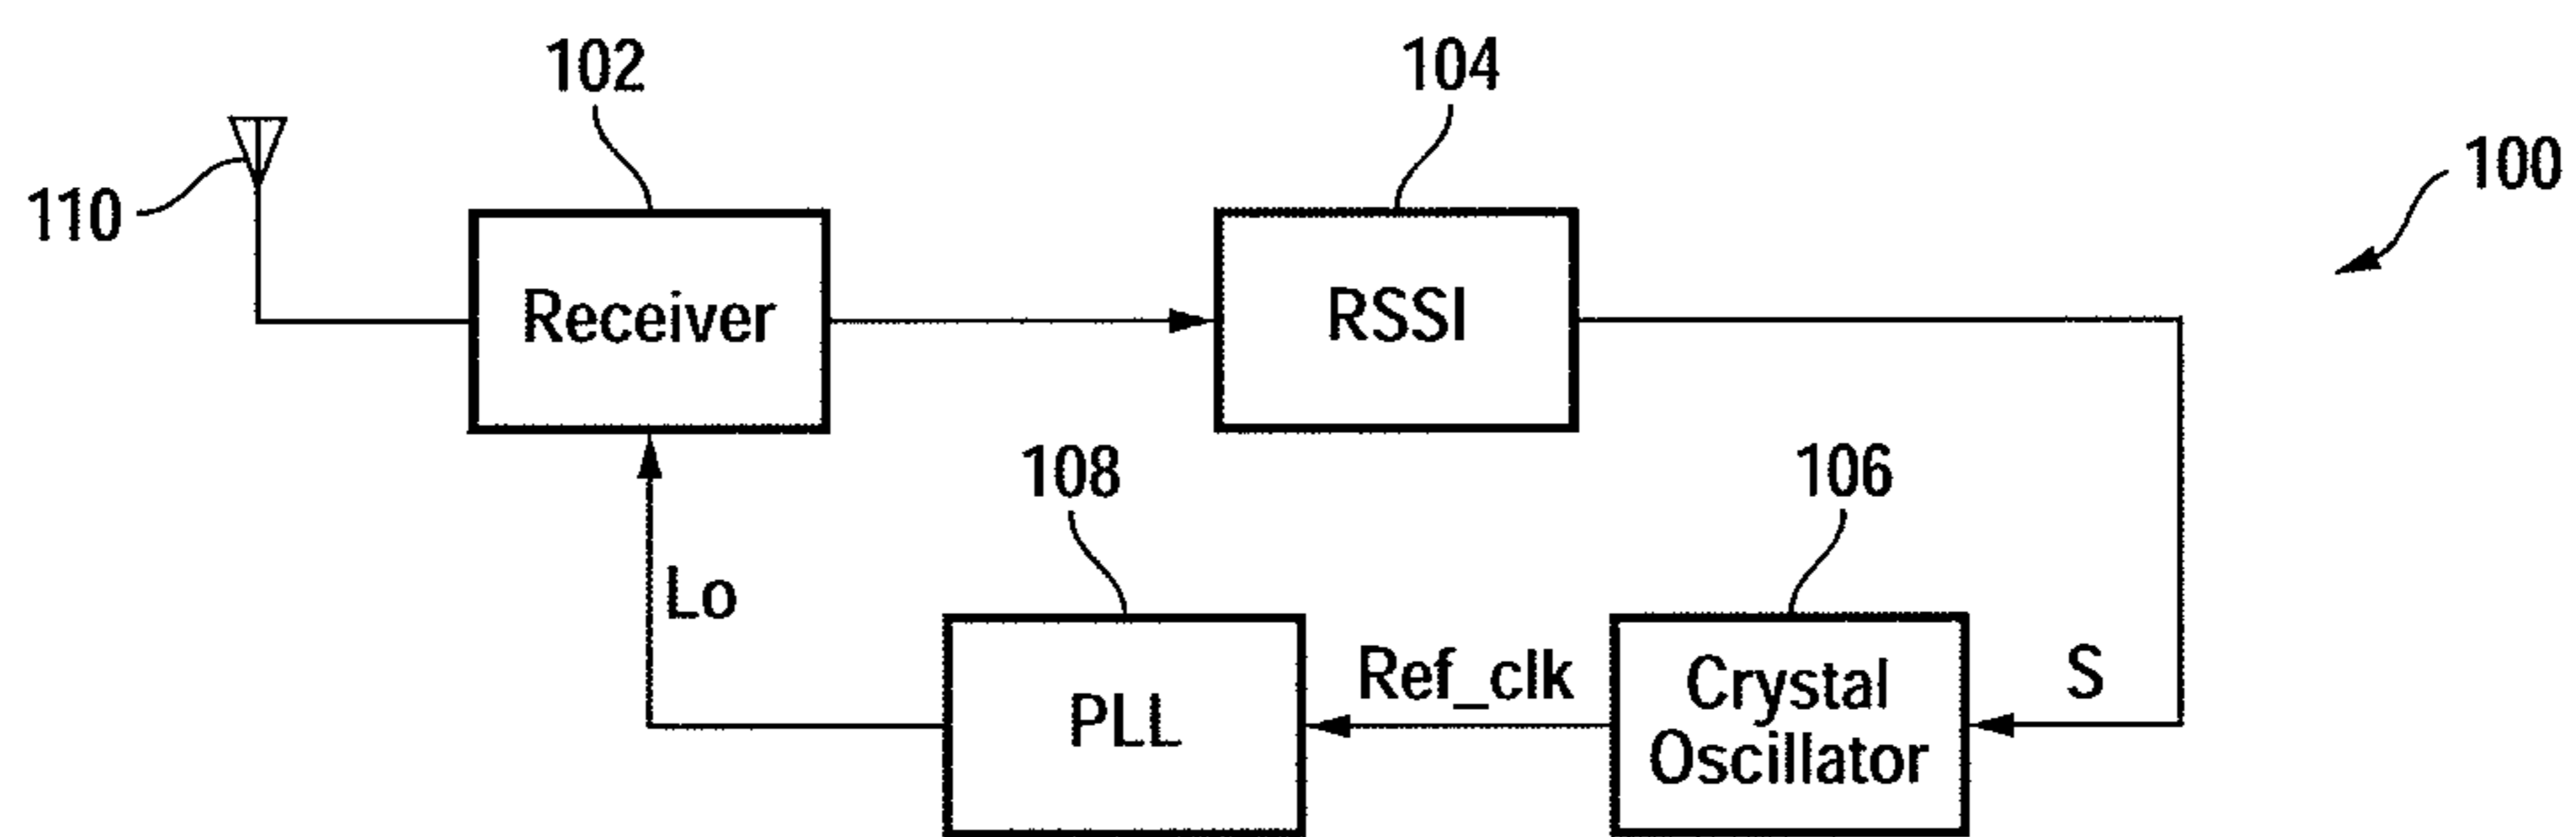 102
104
100
110
Receiver
RSSI
108
106
Lo
Ref_clk
S
PLL
Crystal
Oscillator